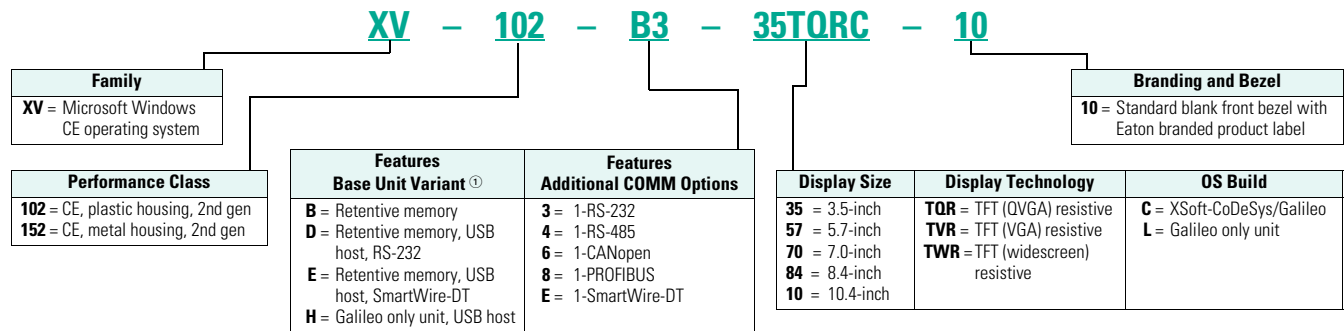 XV – 102 – B3 – 35TQRC – 10
Family
XV = Microsoft Windows
CE operating system
Branding and Bezel
10 = Standard blank front bezel with
Eaton branded product label
Performance Class
102 = CE, plastic housing, 2nd gen
152 = CE, metal housing, 2nd gen
Features
Base Unit Variant ①
B = Retentive memory
D = Retentive memory, USB
host, RS-232
E = Retentive memory, USB
host, SmartWire-DT
H = Galileo only unit, USB host
Features
Additional COMM Options
3 = 1-RS-232
4 = 1-RS-485
6 = 1-CANopen
8 = 1-PROFIBUS
E = 1-SmartWire-DT
Display Size
35 = 3.5-inch
57 = 5.7-inch
70 = 7.0-inch
84 = 8.4-inch
10 = 10.4-inch
Display Technology
TQR = TFT (QVGA) resistive
TVR = TFT (VGA) resistive
TWR = TFT (widescreen)
resistive
OS Build
C = XSoft-CoDeSys/Galileo
L = Galileo only unit